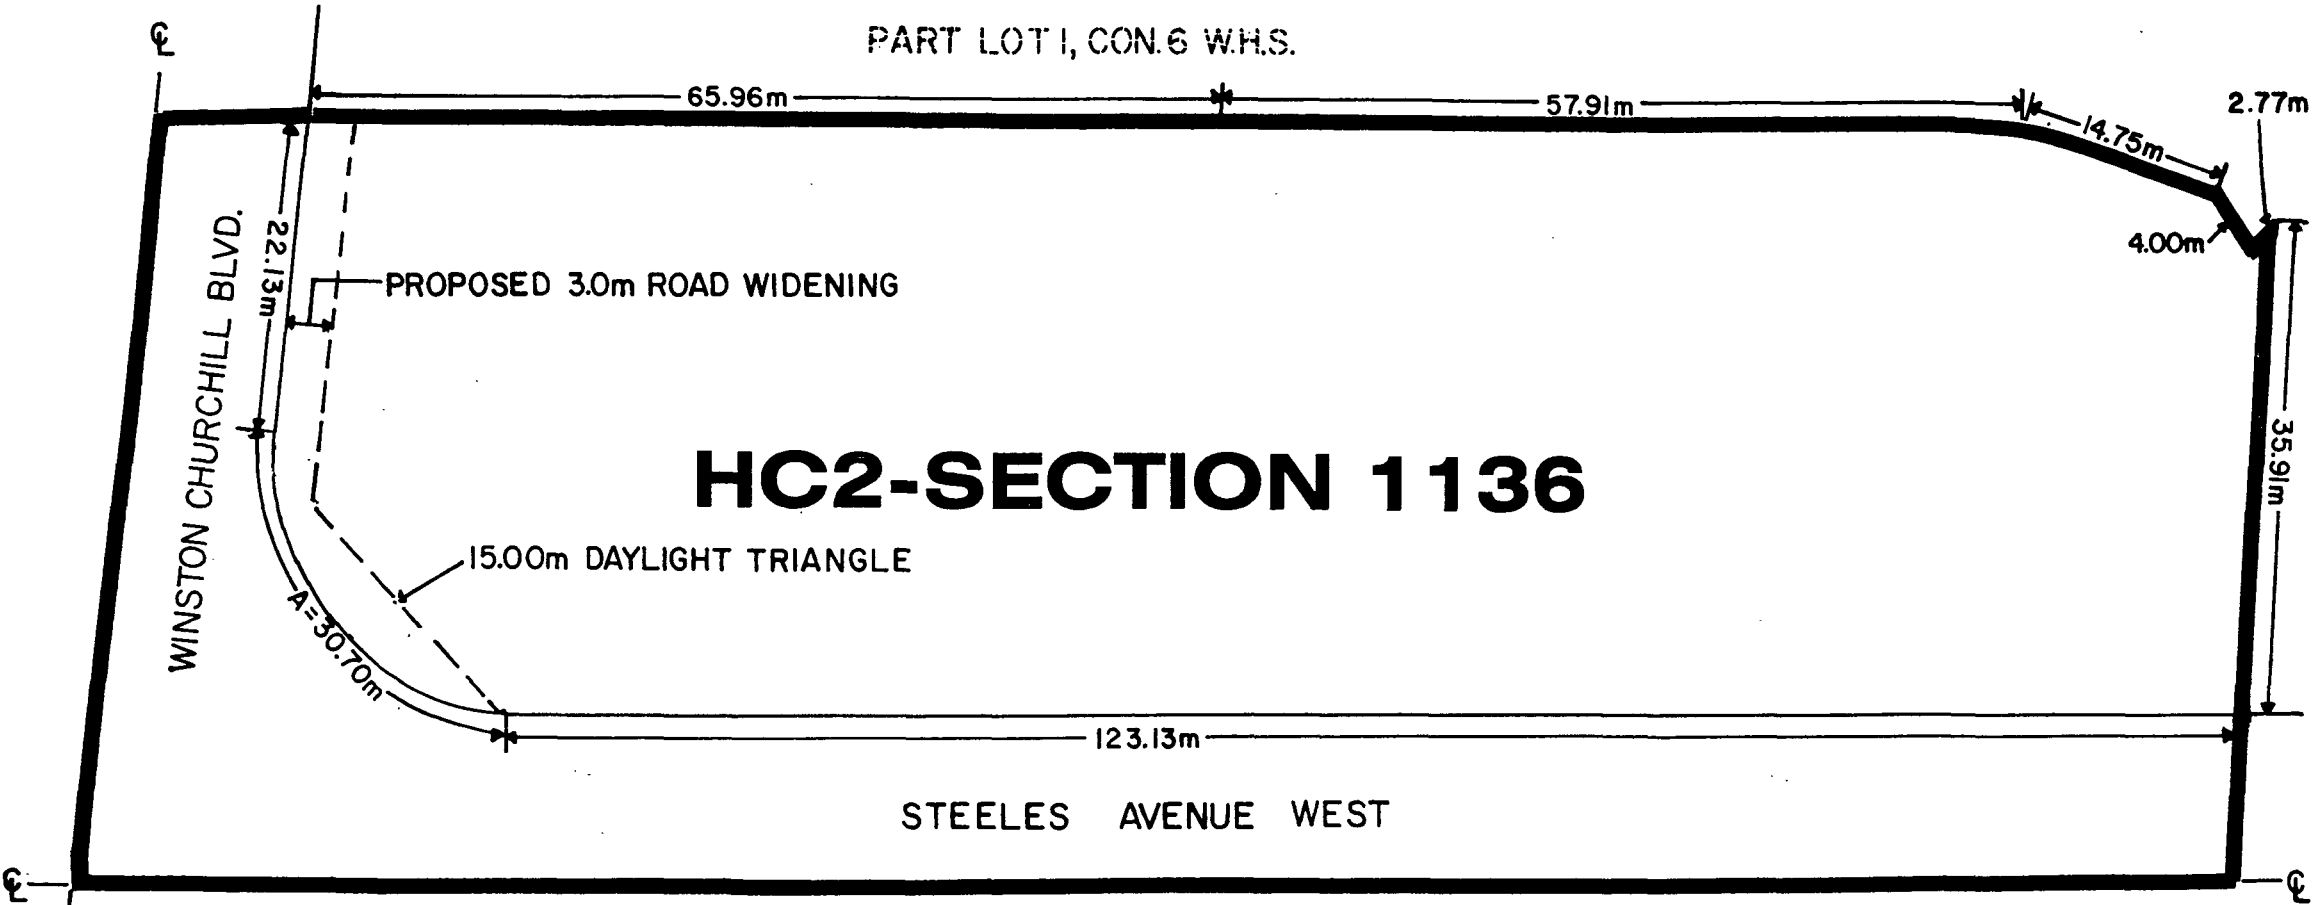 ℄
PART LOT 1, CON. 6 W.H.S.
65.96m
57.91m
2.77m
14.75m
4.00m
22.13m
WINSTON CHURCHILL BLVD.
PROPOSED 3.0m ROAD WIDENING
35.91m
HC2-SECTION 1136
15.00m DAYLIGHT TRIANGLE
A=30.70m
123.13m
STEELES AVENUE WEST
℄
℄